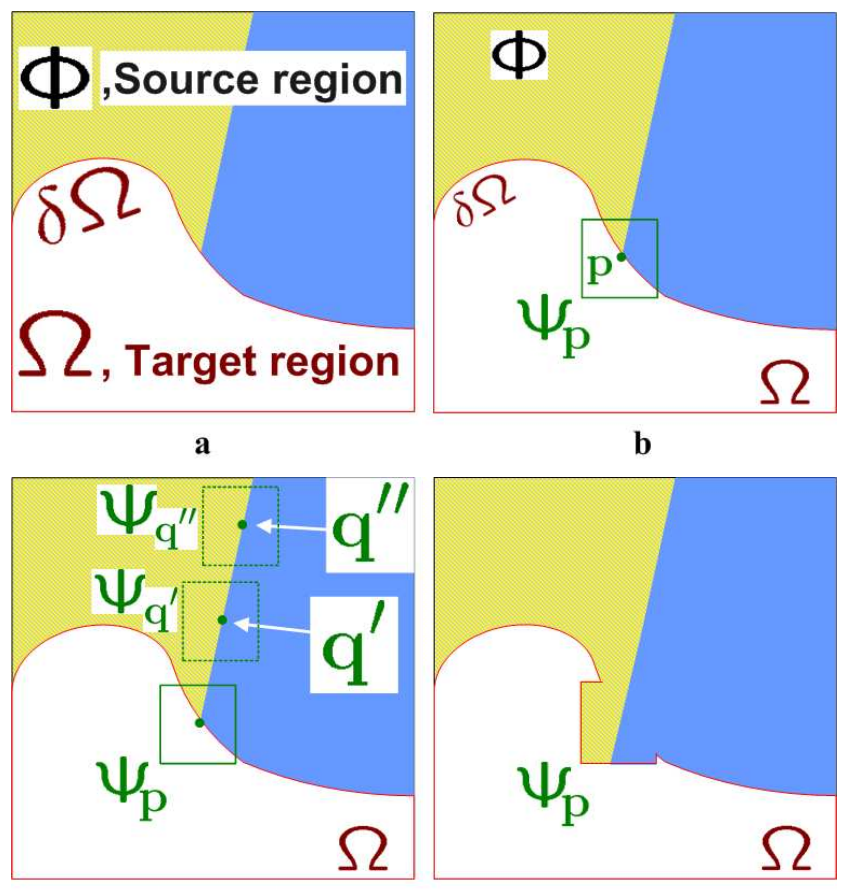 Φ ,Source region
δΩ
Ω, Target region
a
Φ
δΩ
p
Ψp
Ω
b
Ψq″
q″
Ψq′
q′
Ψp
Ω
Ψp
Ω